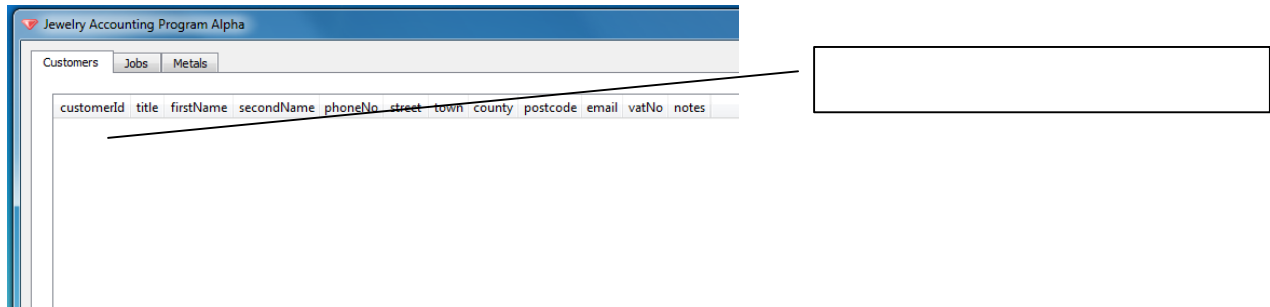 Jewelry Accounting Program Alpha
Customers Jobs Metals
customerId title firstName secondName phoneNo street town county postcode email vatNo notes